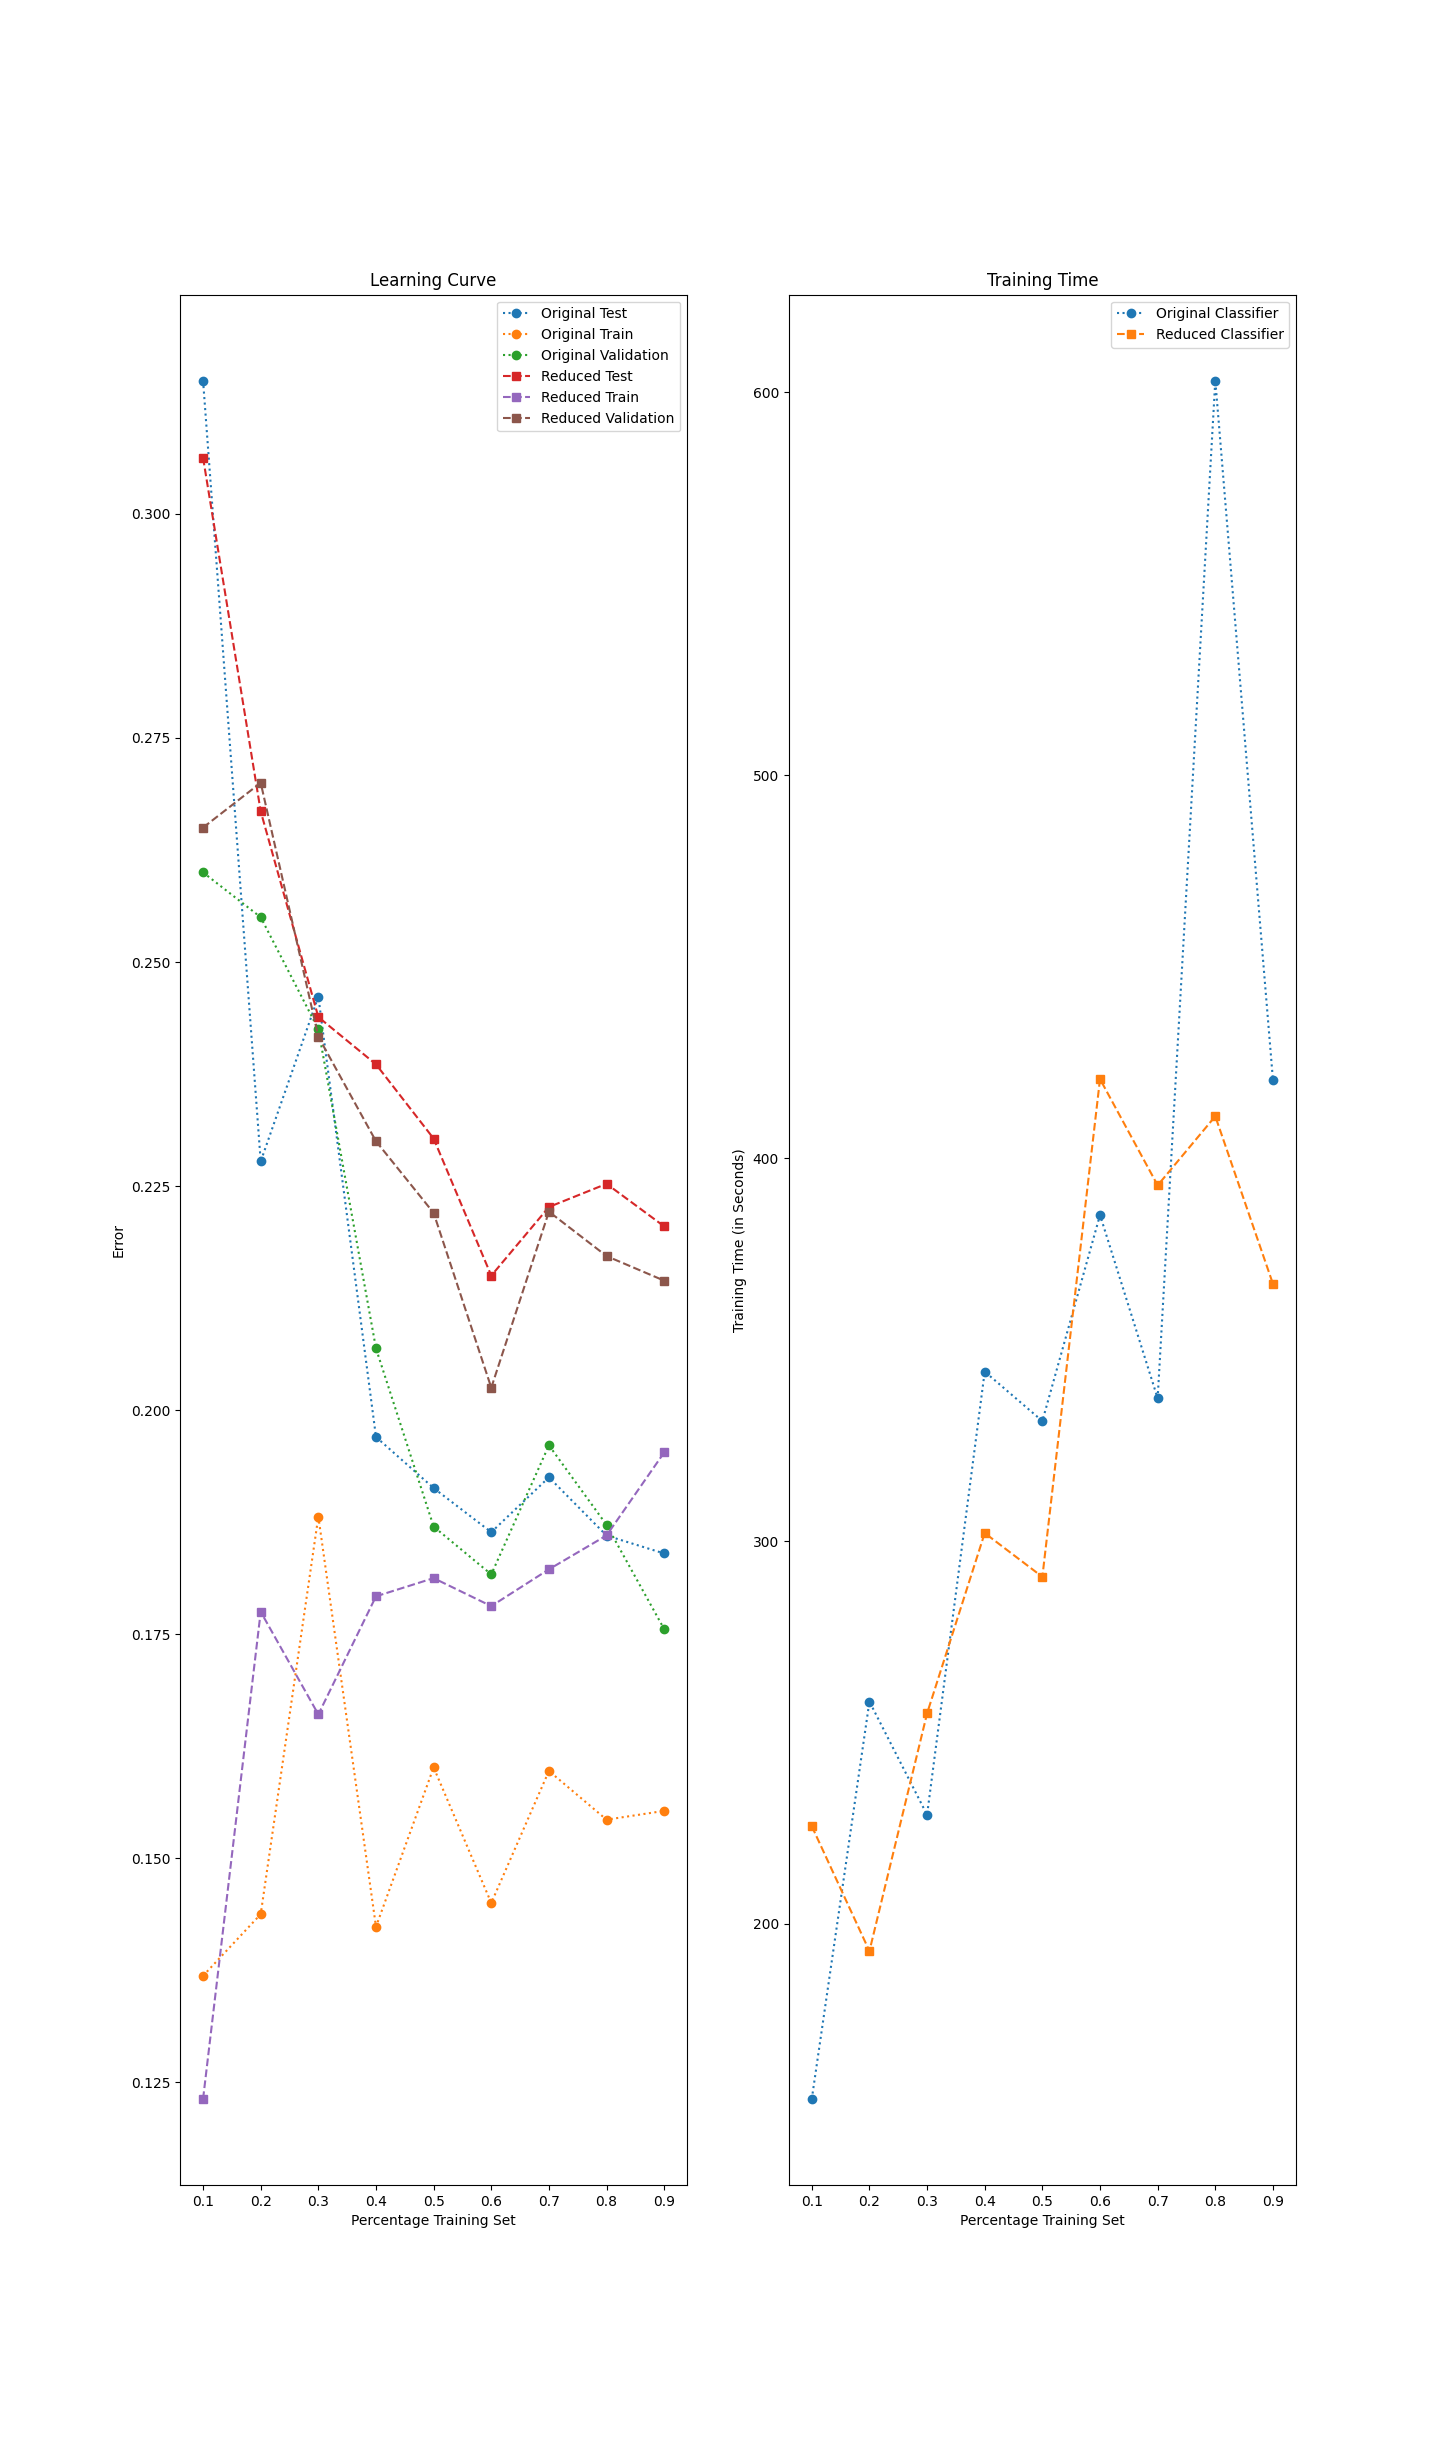 Learning Curve
Original Test
Original Train
Original Validation
Reduced Test
Reduced Train
Reduced Validation
0.300
0.275
0.250
0.225
0.200
0.175
0.150
0.125
Error
0.1 0.2 0.3 0.4 0.5 0.6 0.7 0.8 0.9
Percentage Training Set
Training Time
Original Classifier
Reduced Classifier
600
500
400
300
200
Training Time (in Seconds)
0.1 0.2 0.3 0.4 0.5 0.6 0.7 0.8 0.9
Percentage Training Set